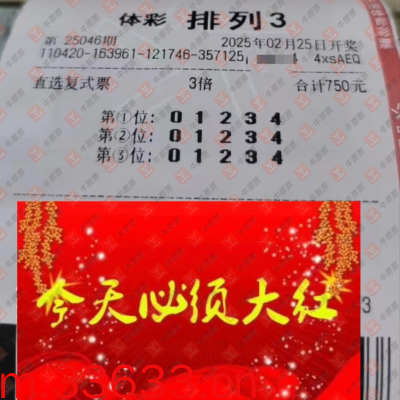 体彩 排列3
第 25046期 2025年02月25日开奖
110420-163961-121746-357125, 4xsAEQ
直选复式票 3倍 合计750元
第①位: 0 1 2 3 4
第②位: 0 1 2 3 4
第③位: 0 1 2 3 4
今天必须大红
3